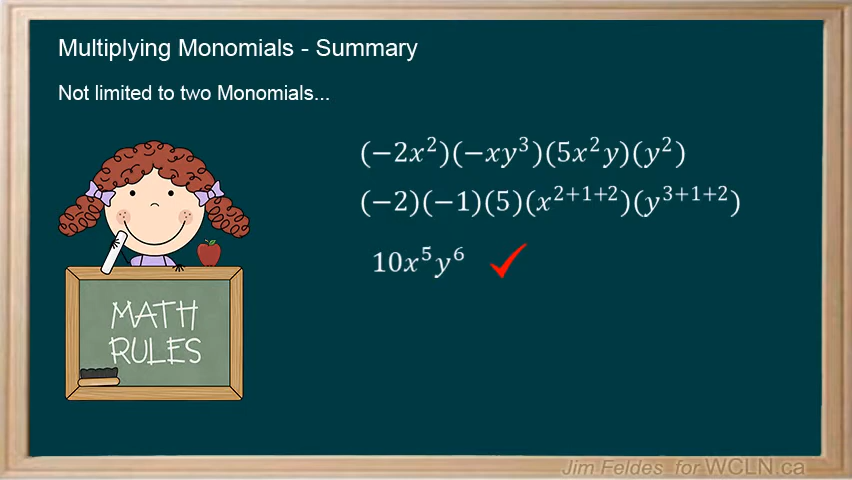 Multiplying Monomials - Summary
Not limited to two Monomials...
(−2x²)(−xy³)(5x²y)(y²)
(−2)(−1)(5)(x²⁺¹⁺²)(y³⁺¹⁺²)
10x⁵y⁶ ✓
MATH
RULES
Jim Feldes for WCLN.ca